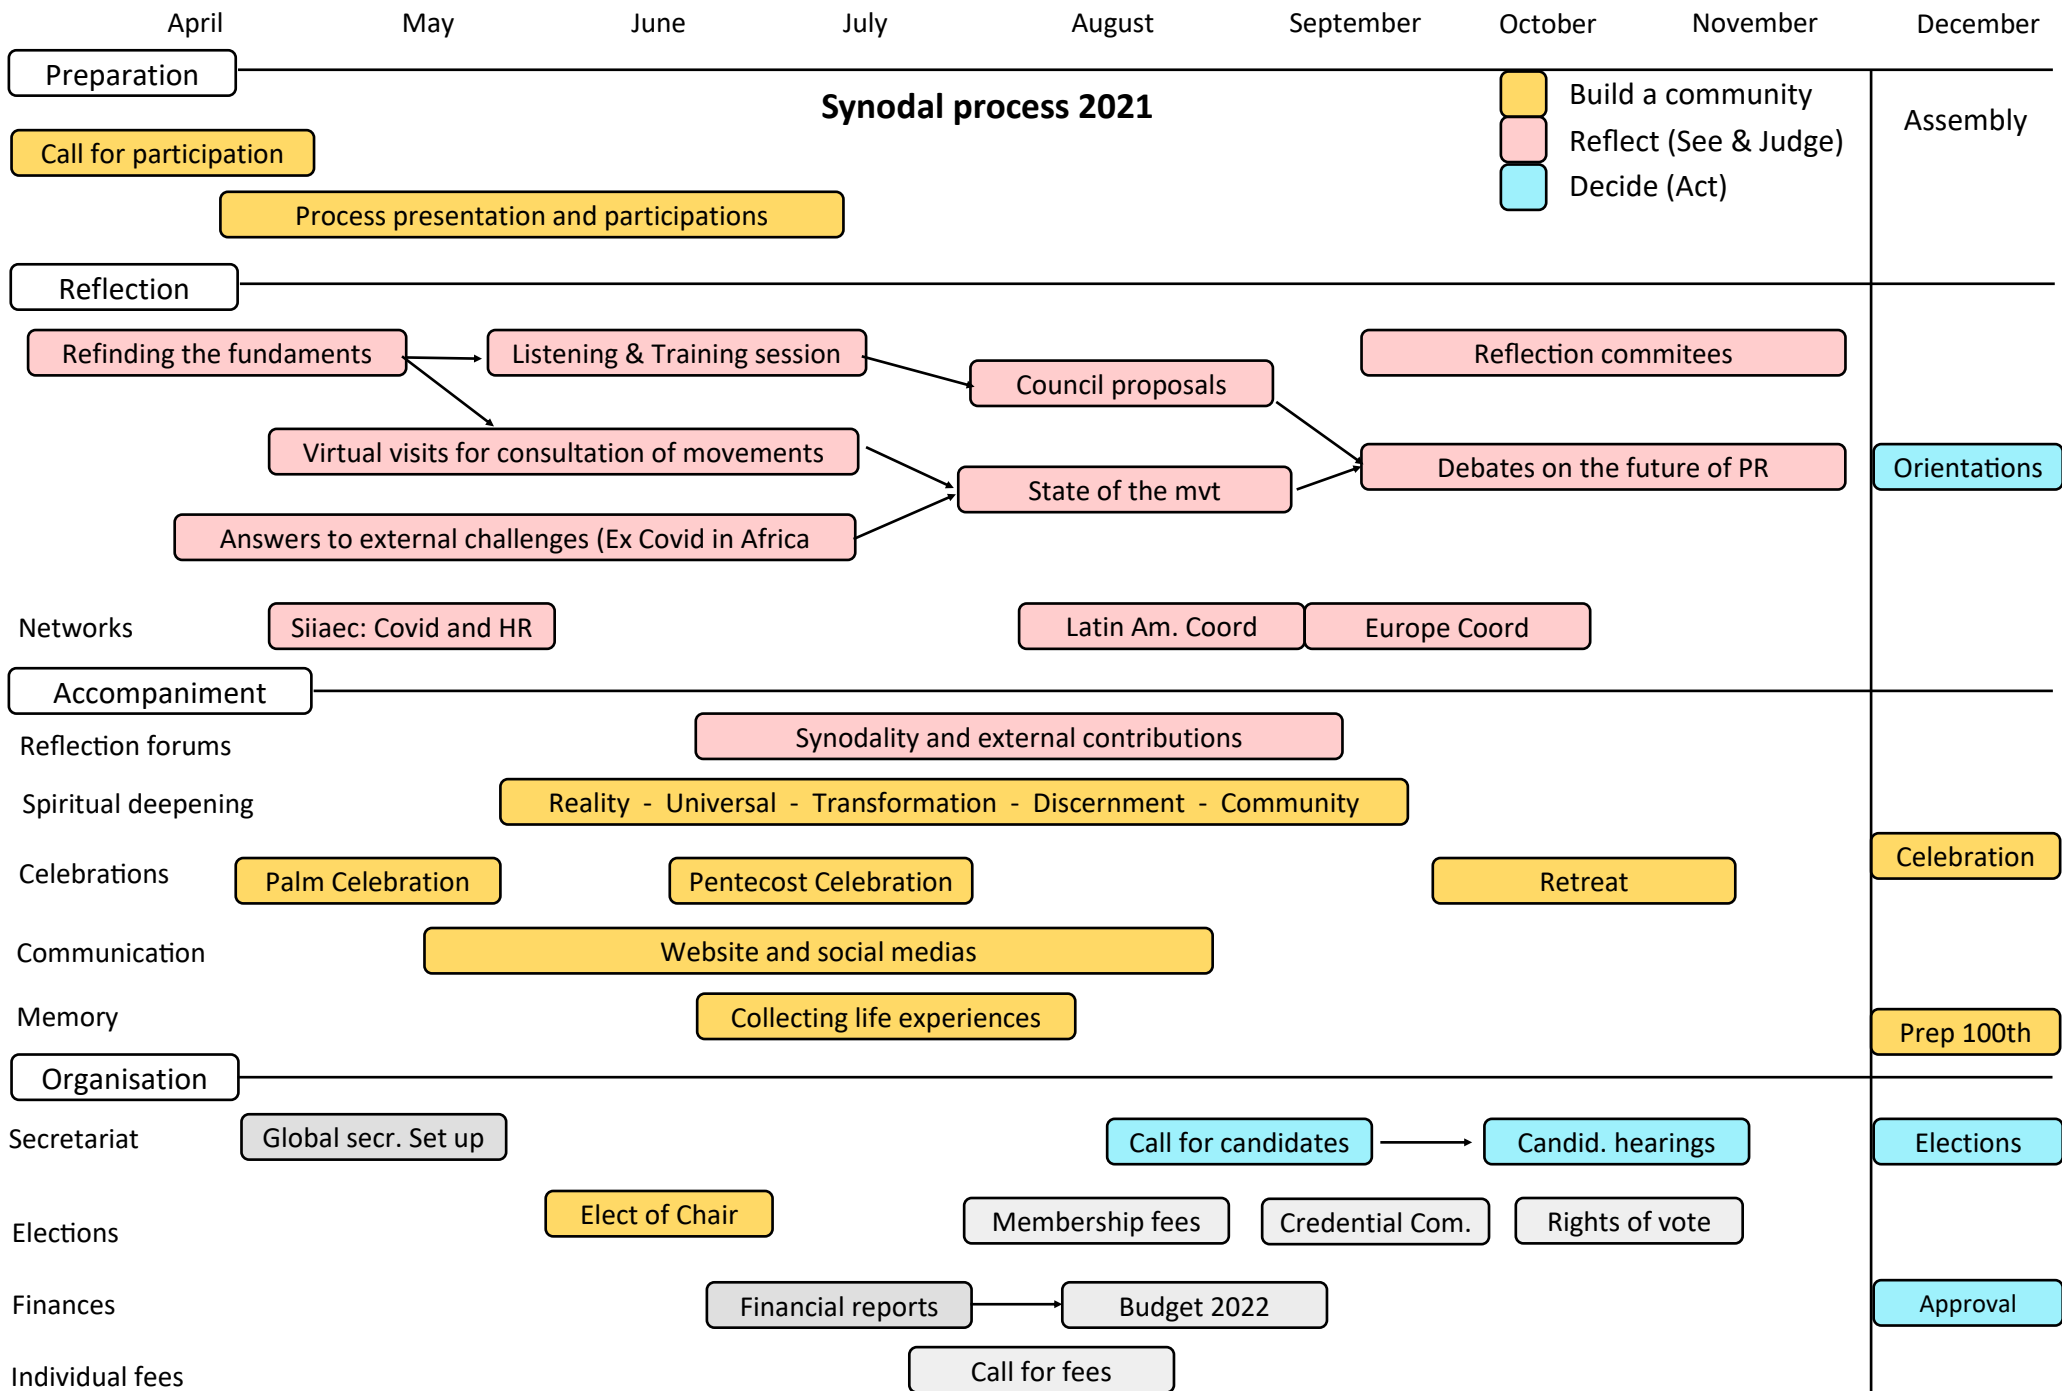 April May June July August September October November December
Preparation
Synodal process 2021
Build a community
Reflect (See & Judge)
Decide (Act)
Assembly
Call for participation
Process presentation and participations
Reflection
Refinding the fundaments
Listening & Training session
Council proposals
Reflection commitees
Virtual visits for consultation of movements
State of the mvt
Debates on the future of PR
Orientations
Answers to external challenges (Ex Covid in Africa
Networks
Siiaec: Covid and HR
Latin Am. Coord
Europe Coord
Accompaniment
Reflection forums
Synodality and external contributions
Spiritual deepening
Reality - Universal - Transformation - Discernment - Community
Celebrations
Palm Celebration
Pentecost Celebration
Retreat
Celebration
Communication
Website and social medias
Memory
Collecting life experiences
Prep 100th
Organisation
Secretariat
Global secr. Set up
Call for candidates
Candid. hearings
Elections
Elections
Elect of Chair
Membership fees
Credential Com.
Rights of vote
Finances
Financial reports
Budget 2022
Approval
Individual fees
Call for fees